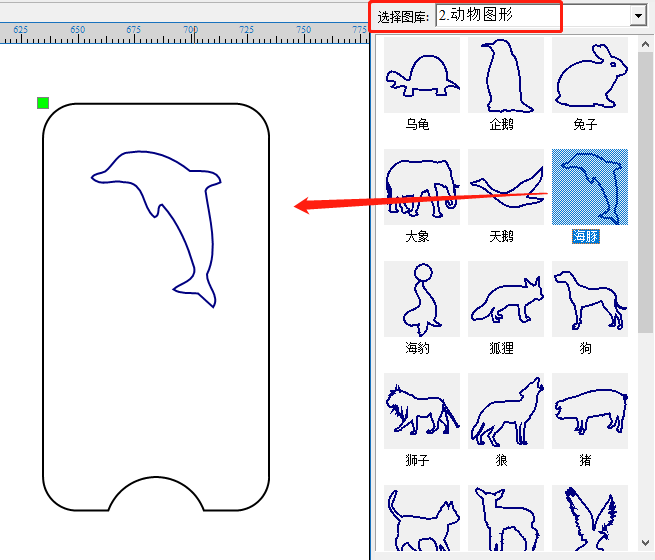 选择图库: 2.动物图形
625 650 675 700 725 750 775
乌龟 企鹅 兔子
大象 天鹅 海豚
海豹 狐狸 狗
狮子 狼 猪